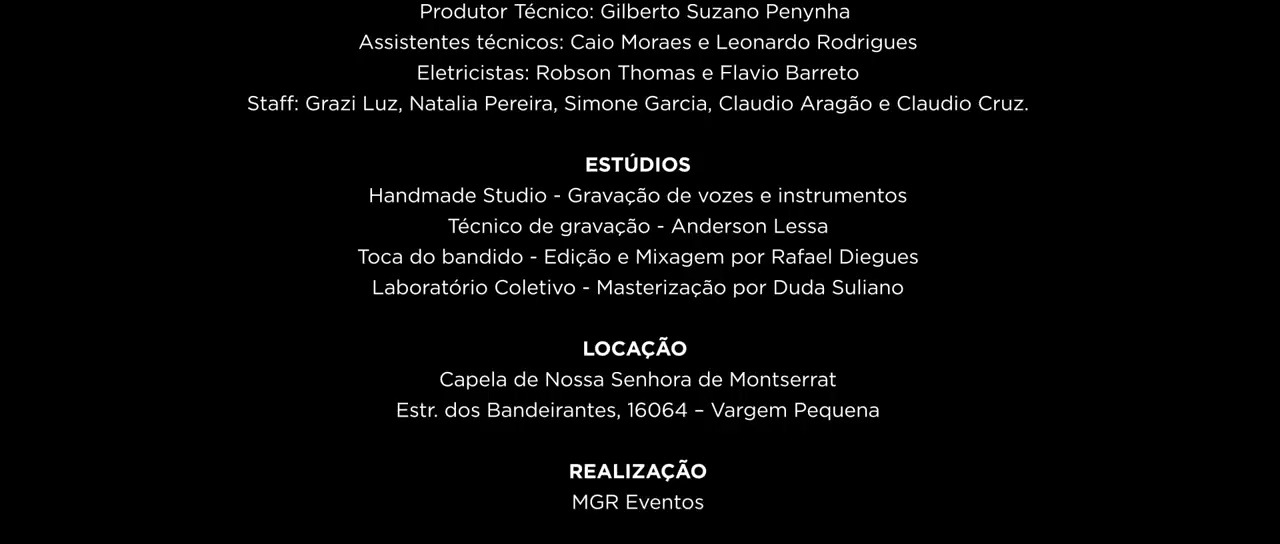 Produtor Técnico: Gilberto Suzano Penynha
Assistentes técnicos: Caio Moraes e Leonardo Rodrigues
Eletricistas: Robson Thomas e Flavio Barreto
Staff: Grazi Luz, Natalia Pereira, Simone Garcia, Claudio Aragão e Claudio Cruz.
ESTÚDIOS
Handmade Studio - Gravação de vozes e instrumentos
Técnico de gravação - Anderson Lessa
Toca do bandido - Edição e Mixagem por Rafael Diegues
Laboratório Coletivo - Masterização por Duda Suliano
LOCAÇÃO
Capela de Nossa Senhora de Montserrat
Estr. dos Bandeirantes, 16064 – Vargem Pequena
REALIZAÇÃO
MGR Eventos